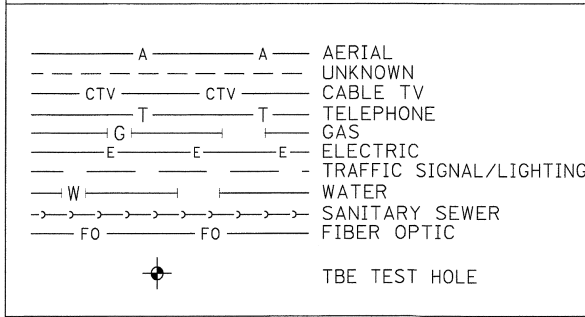 A A AERIAL
UNKNOWN
CTV CTV CABLE TV
T T TELEPHONE
G GAS
E E E ELECTRIC
TRAFFIC SIGNAL/LIGHTING
W WATER
SANITARY SEWER
FO FO FIBER OPTIC
TBE TEST HOLE